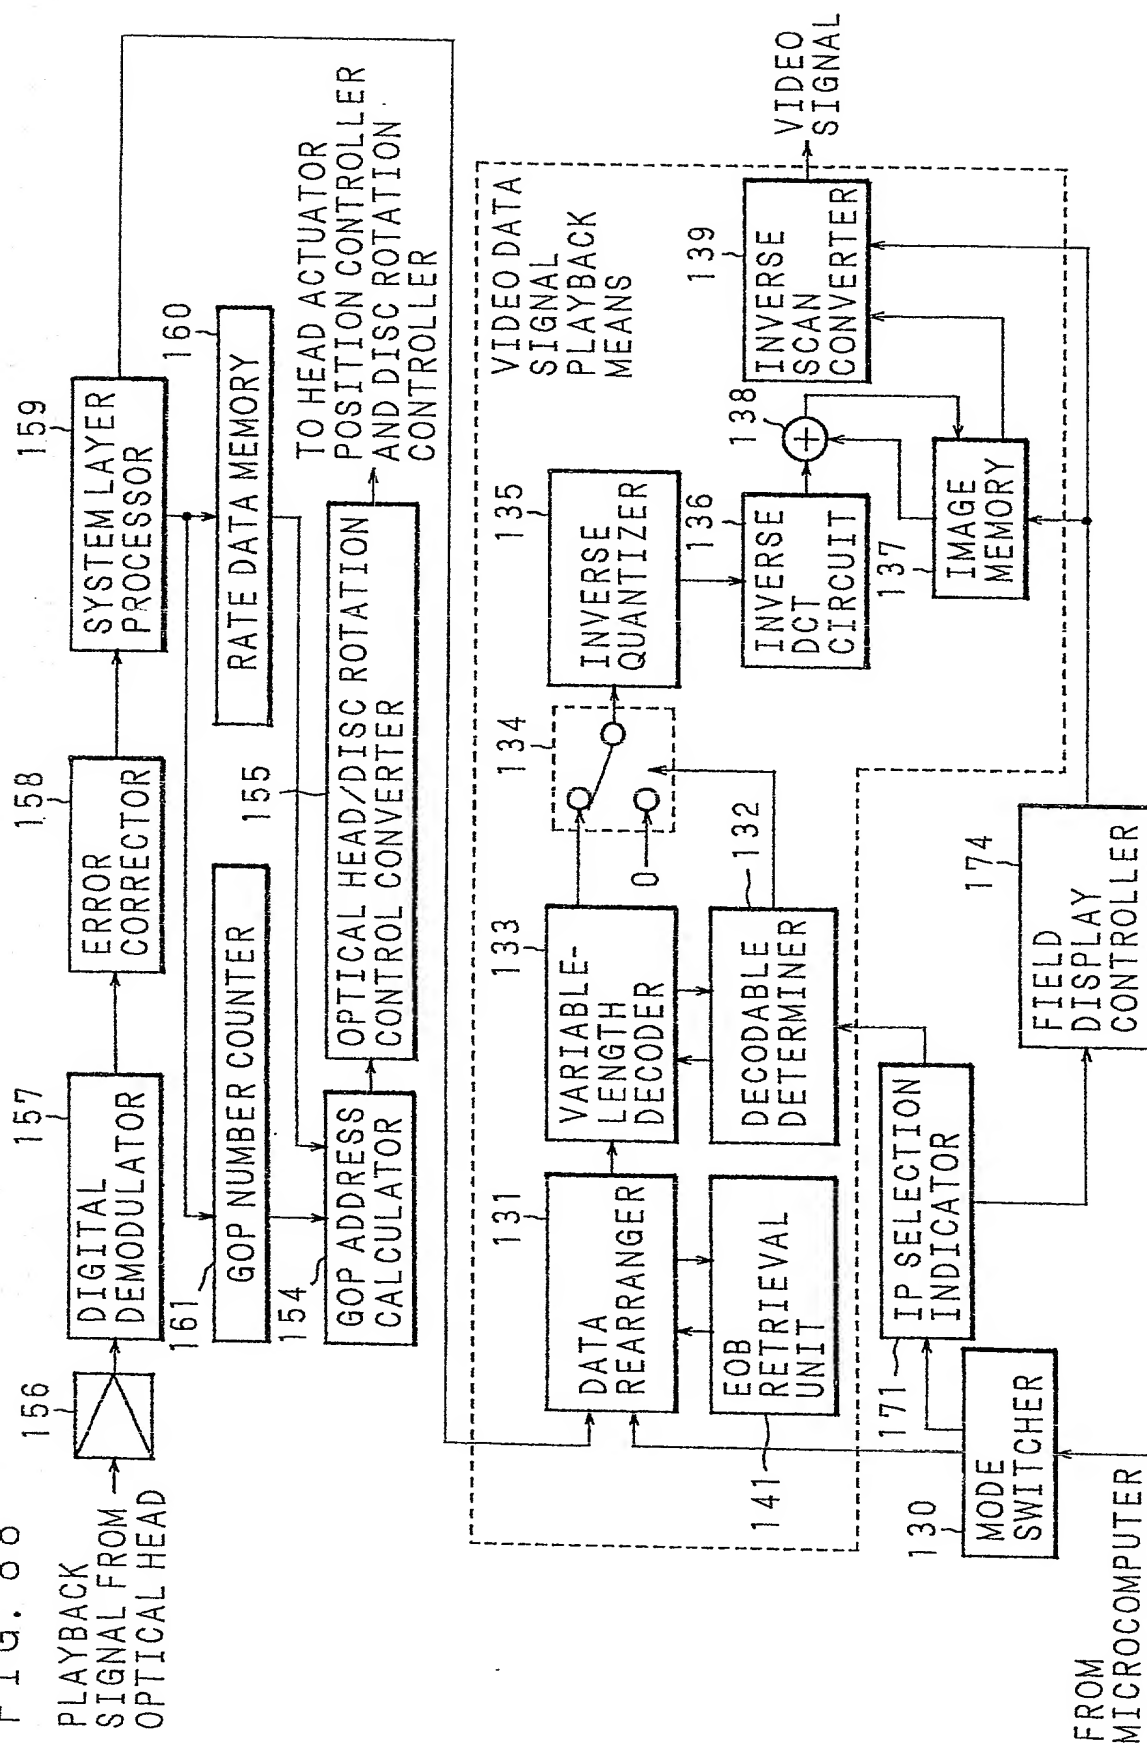 FIG. 88
PLAYBACK
SIGNAL FROM
OPTICAL HEAD
156
157
DIGITAL
DEMODULATOR
158
ERROR
CORRECTOR
159
SYSTEM LAYER
PROCESSOR
161
GOP NUMBER COUNTER
160
RATE DATA MEMORY
154
GOP ADDRESS
CALCULATOR
155
OPTICAL HEAD/DISC ROTATION
CONTROL CONVERTER
TO HEAD ACTUATOR
POSITION CONTROLLER
AND DISC ROTATION
CONTROLLER
VIDEO DATA
SIGNAL
PLAYBACK
MEANS
131
DATA
REARRANGER
133
VARIABLE-
LENGTH
DECODER
134
0
135
INVERSE
QUANTIZER
141
EOB
RETRIEVAL
UNIT
132
DECODABLE
DETERMINER
136
INVERSE
DCT
CIRCUIT
138
+
139
INVERSE
SCAN
CONVERTER
VIDEO
SIGNAL
137
IMAGE
MEMORY
171
IP SELECTION
INDICATOR
130
MODE
SWITCHER
174
FIELD
DISPLAY
CONTROLLER
FROM
MICROCOMPUTER